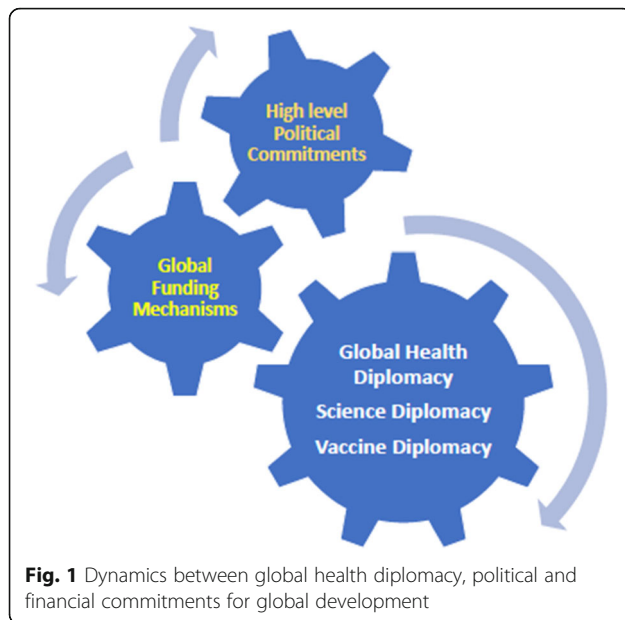 High level
Political
Commitments
Global
Funding
Mechanisms
Global Health
Diplomacy
Science Diplomacy
Vaccine Diplomacy
Fig. 1 Dynamics between global health diplomacy, political and
financial commitments for global development